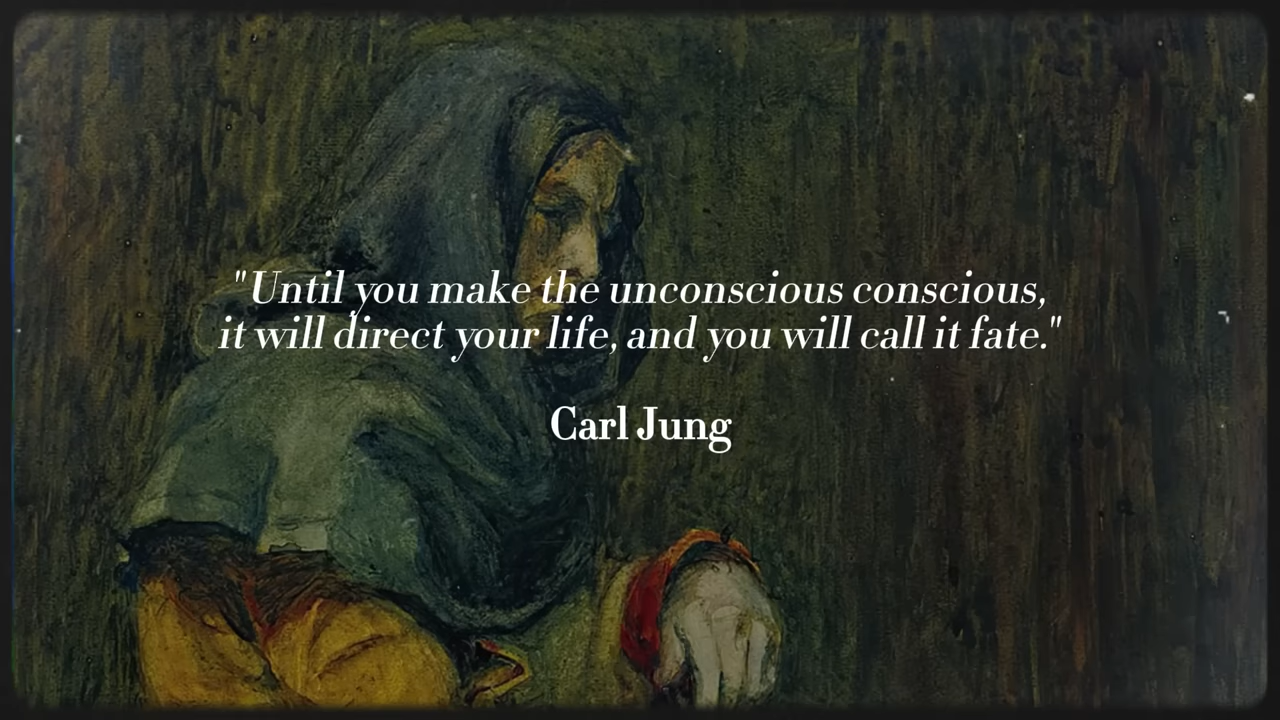 "Until you make the unconscious conscious,
it will direct your life, and you will call it fate."
Carl Jung